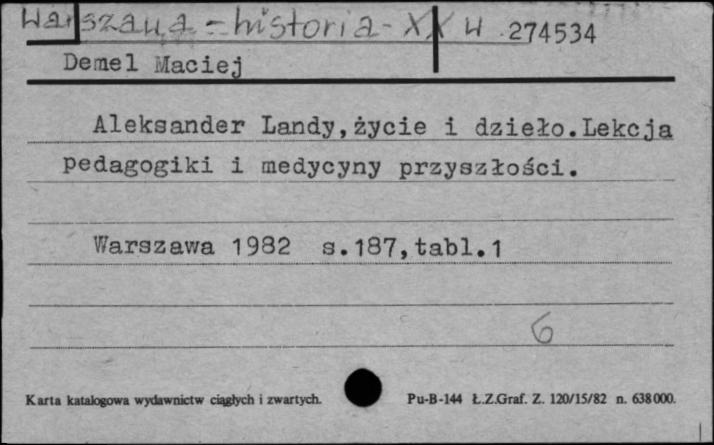 Warszawa - historia - XX w 274534
Demel Maciej
Aleksander Landy,życie i dzieło.Lekcja
pedagogiki i medycyny przyszłości.
Warszawa 1982 s.187,tabl.1
6
Karta katalogowa wydawnictw ciągłych i zwartych. Pu-B-144 Ł.Z.Graf. Z. 120/15/82 n. 638000.